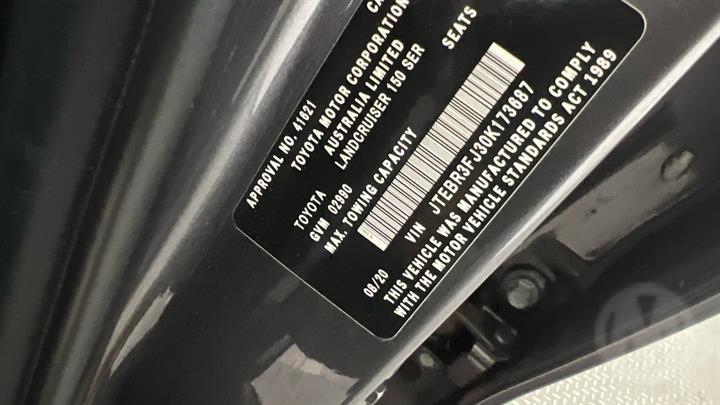 APPROVAL NO. 41621
TOYOTA MOTOR CORPORATION
AUSTRALIA LIMITED
TOYOTA LANDCRUISER 150 SER
GVM 02990 SEATS
MAX. TOWING CAPACITY
08/20 VIN JTEBR3FJ30K173687
THIS VEHICLE WAS MANUFACTURED TO COMPLY
WITH THE MOTOR VEHICLE STANDARDS ACT 1989